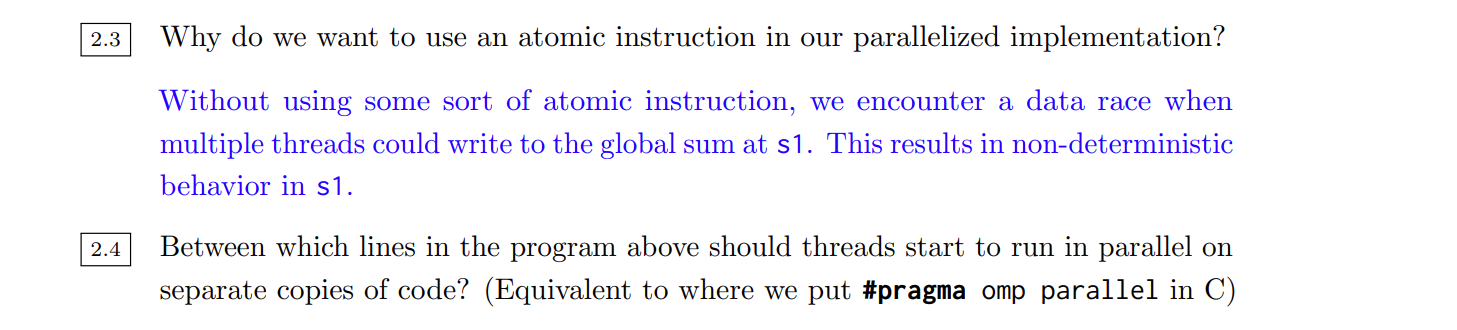 2.3 Why do we want to use an atomic instruction in our parallelized implementation?
Without using some sort of atomic instruction, we encounter a data race when
multiple threads could write to the global sum at s1. This results in non-deterministic
behavior in s1.
2.4 Between which lines in the program above should threads start to run in parallel on
separate copies of code? (Equivalent to where we put #pragma omp parallel in C)